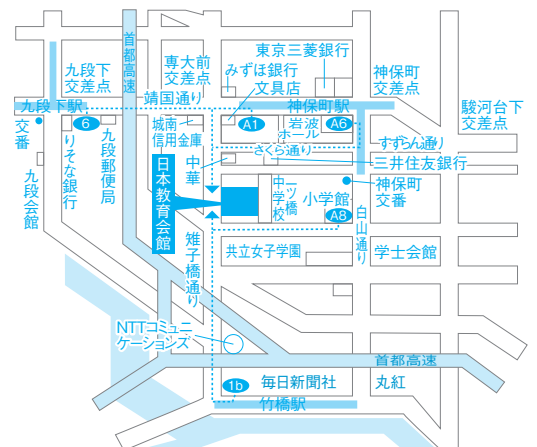 首都高速
専大前
交差点
東京三菱銀行
みずほ銀行
文具店
九段下
交差点
神保町
交差点
靖国通り
九段下駅
神保町駅
駿河台下
交差点
交番
6
りそな銀行
九段郵便局
城南
信用金庫
A1
岩波
ホール
A6
すずらん通り
さくら通り
三井住友銀行
九段会館
日本教育会館
中華
一ツ橋
中学校
小学館
神保町
交番
A8
白山通り
雉子橋通り
共立女子学園
学士会館
NTTコミュニ
ケーションズ
首都高速
1b
毎日新聞社
丸紅
竹橋駅